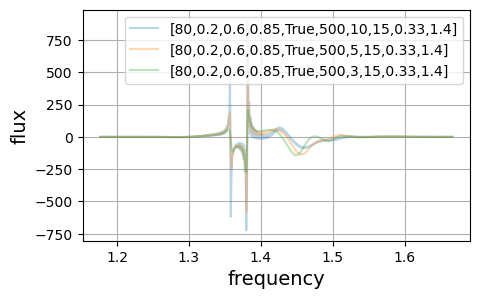 [80,0.2,0.6,0.85,True,500,10,15,0.33,1.4]
[80,0.2,0.6,0.85,True,500,5,15,0.33,1.4]
[80,0.2,0.6,0.85,True,500,3,15,0.33,1.4]
750
500
250
0
−250
−500
−750
flux
1.2 1.3 1.4 1.5 1.6
frequency